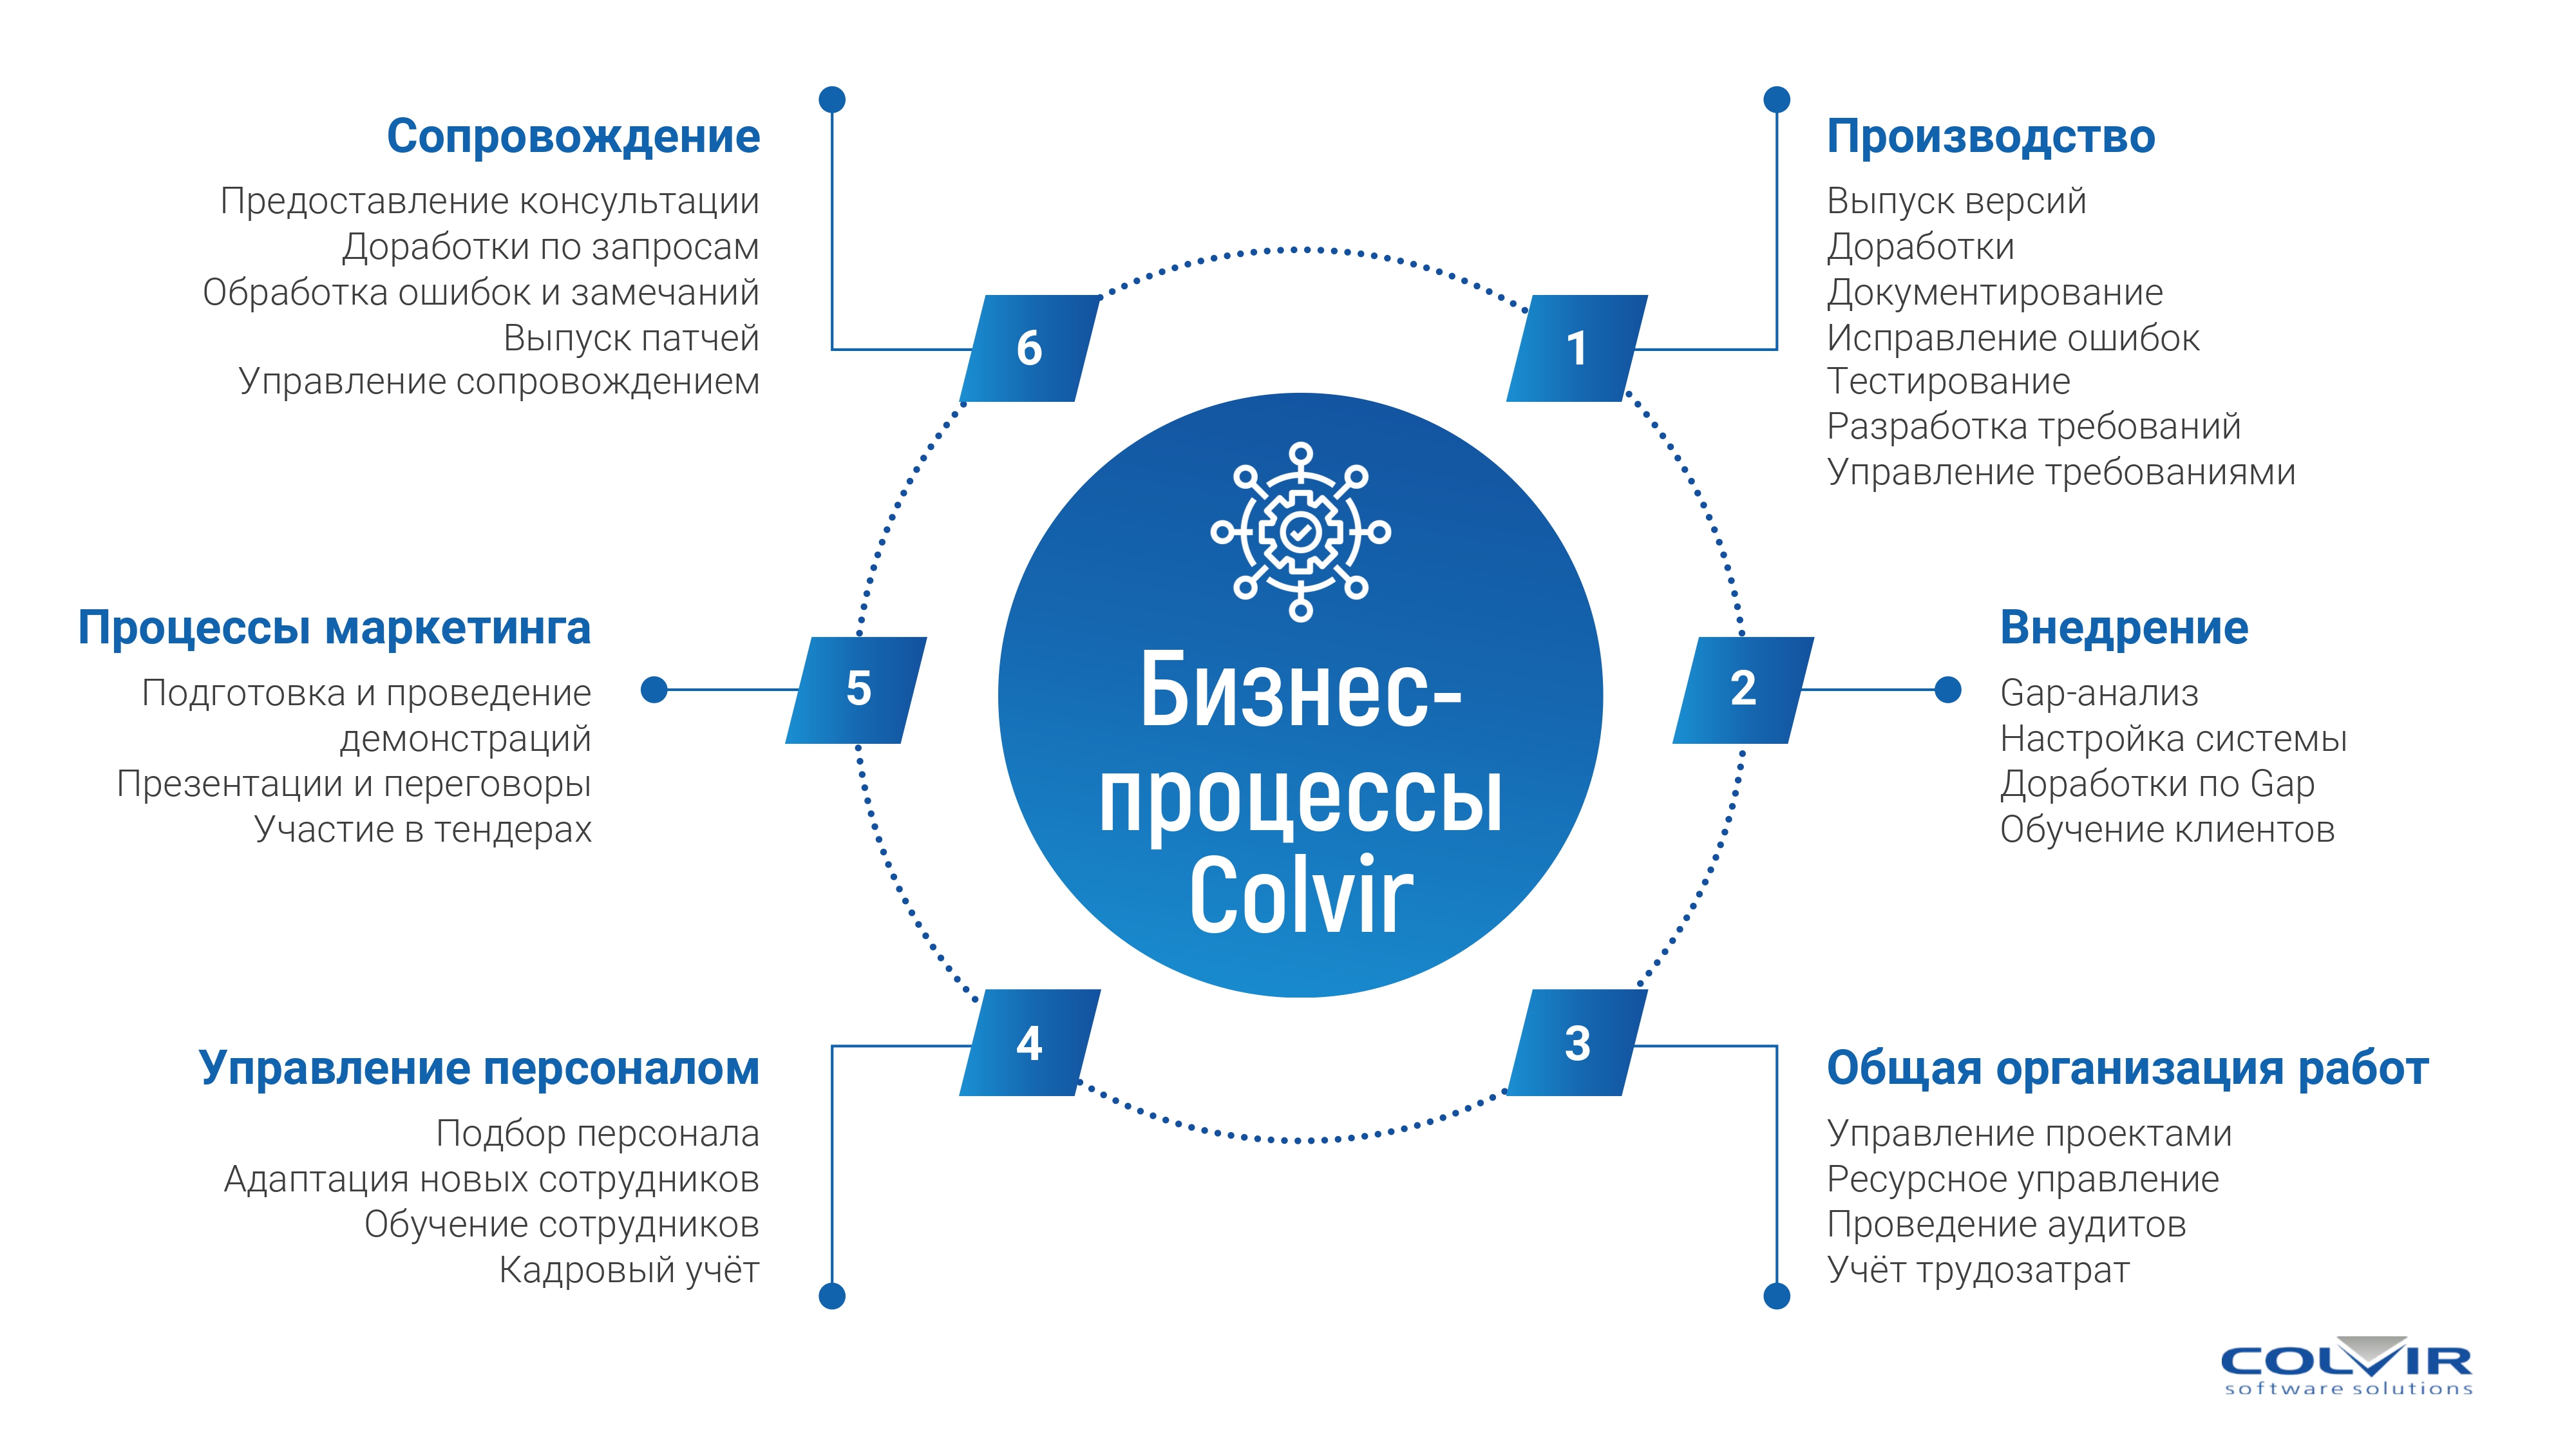 Бизнес-
процессы
Colvir
1
Производство
Выпуск версий
Доработки
Документирование
Исправление ошибок
Тестирование
Разработка требований
Управление требованиями
2
Внедрение
Gap-анализ
Настройка системы
Доработки по Gap
Обучение клиентов
3
Общая организация работ
Управление проектами
Ресурсное управление
Проведение аудитов
Учёт трудозатрат
4
Управление персоналом
Подбор персонала
Адаптация новых сотрудников
Обучение сотрудников
Кадровый учёт
5
Процессы маркетинга
Подготовка и проведение
демонстраций
Презентации и переговоры
Участие в тендерах
6
Сопровождение
Предоставление консультации
Доработки по запросам
Обработка ошибок и замечаний
Выпуск патчей
Управление сопровождением
COLVIR
software solutions